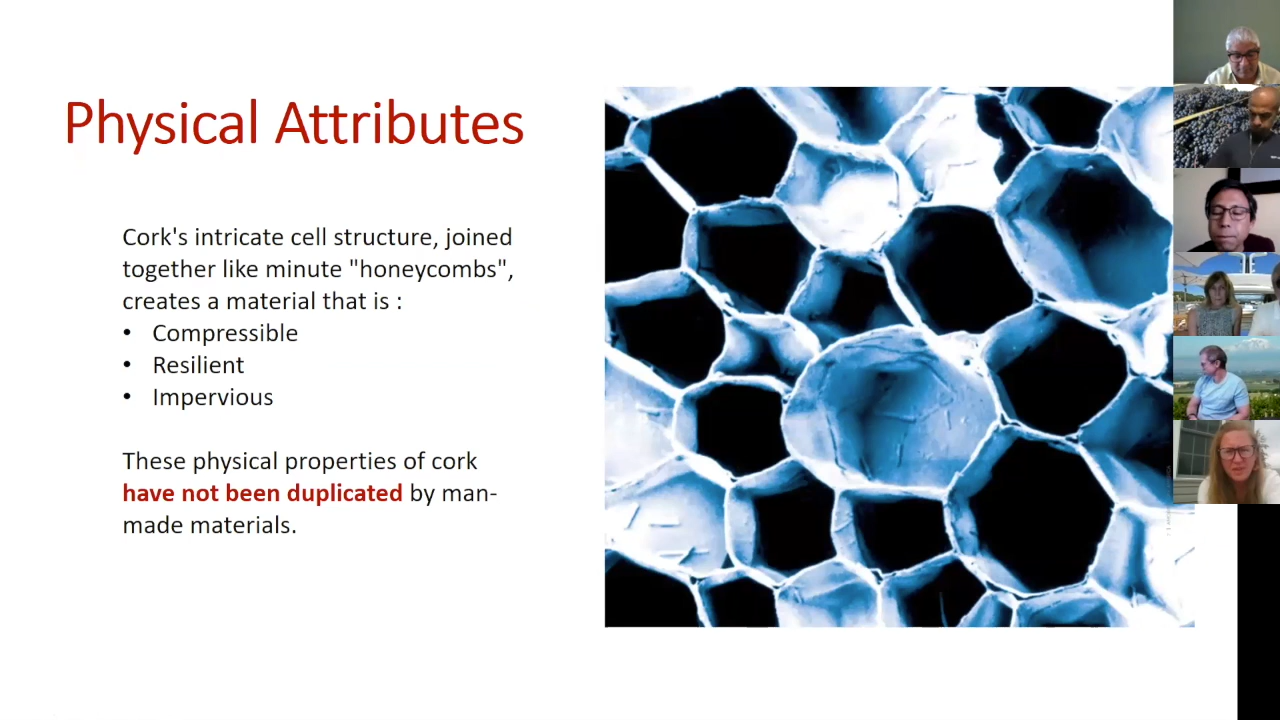 Physical Attributes
Cork's intricate cell structure, joined
together like minute "honeycombs",
creates a material that is :
• Compressible
• Resilient
• Impervious
These physical properties of cork
have not been duplicated by man-
made materials.